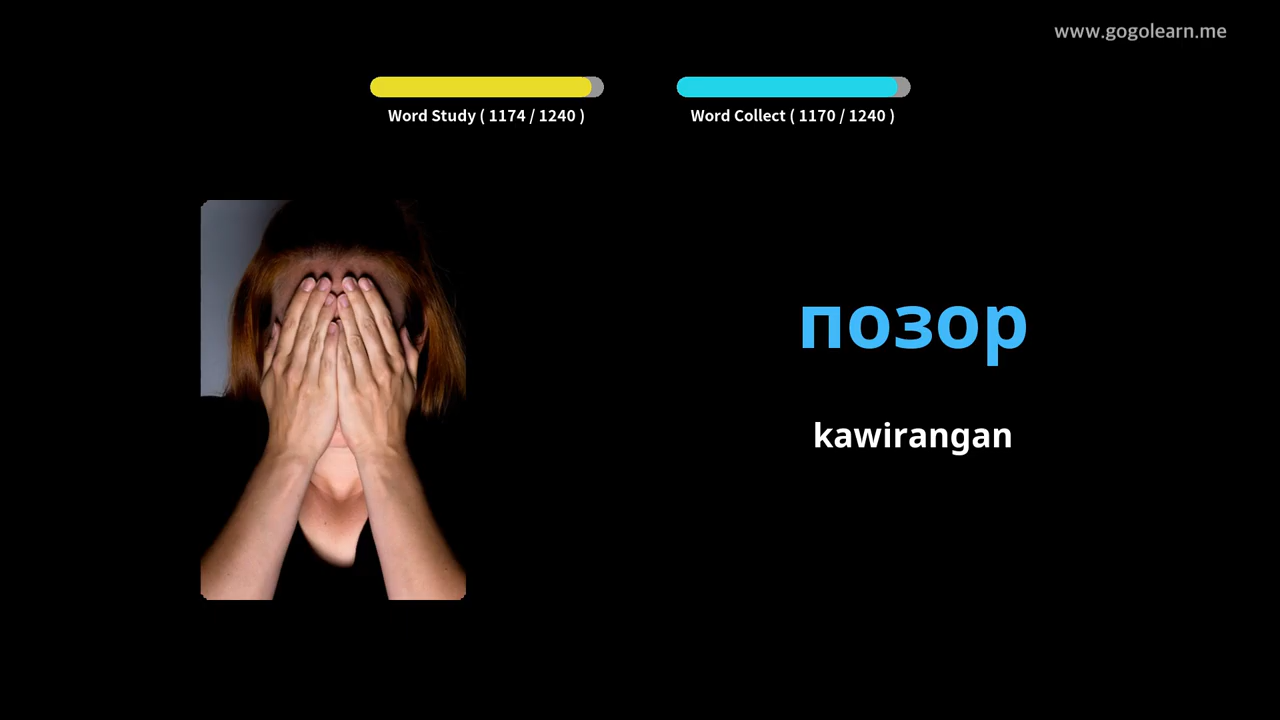 www.gogolearn.me
Word Study ( 1174 / 1240 )
Word Collect ( 1170 / 1240 )
позор
kawirangan